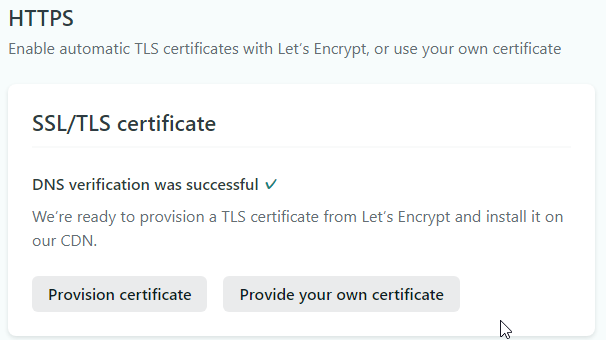 HTTPS
Enable automatic TLS certificates with Let’s Encrypt, or use your own certificate
SSL/TLS certificate
DNS verification was successful ✓
We’re ready to provision a TLS certificate from Let’s Encrypt and install it on
our CDN.
Provision certificate
Provide your own certificate